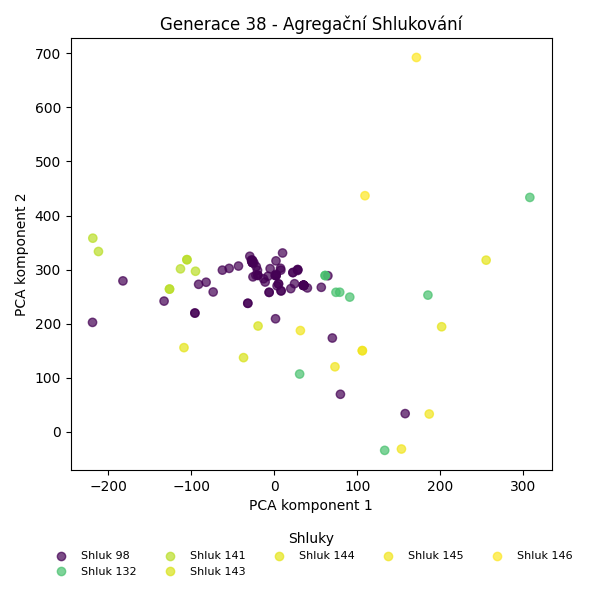 Generace 38 - Agregační Shlukování
PCA komponent 2
700
600
500
400
300
200
100
0
−200 −100 0 100 200 300
PCA komponent 1
Shluky
Shluk 98 Shluk 141 Shluk 144 Shluk 145 Shluk 146
Shluk 132 Shluk 143